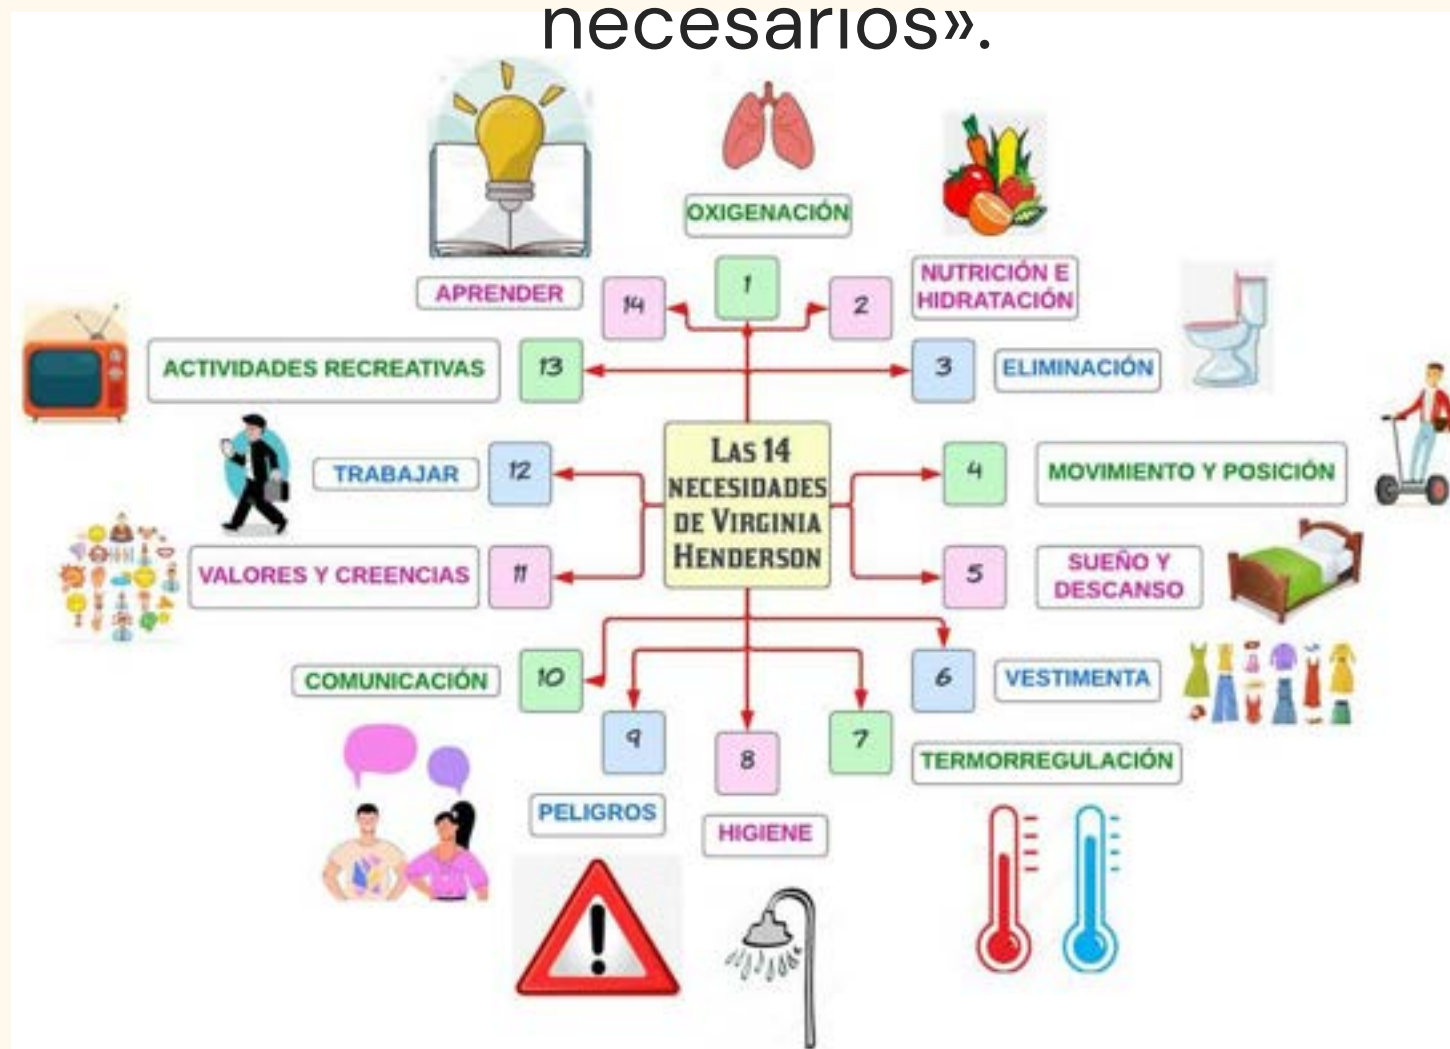 necesarios».
LAS 14
NECESIDADES
DE VIRGINIA
HENDERSON
1
OXIGENACIÓN
2
NUTRICIÓN E
HIDRATACIÓN
3
ELIMINACIÓN
4
MOVIMIENTO Y POSICIÓN
5
SUEÑO Y
DESCANSO
6
VESTIMENTA
7
TERMORREGULACIÓN
8
HIGIENE
9
PELIGROS
10
COMUNICACIÓN
11
VALORES Y CREENCIAS
12
TRABAJAR
13
ACTIVIDADES RECREATIVAS
14
APRENDER